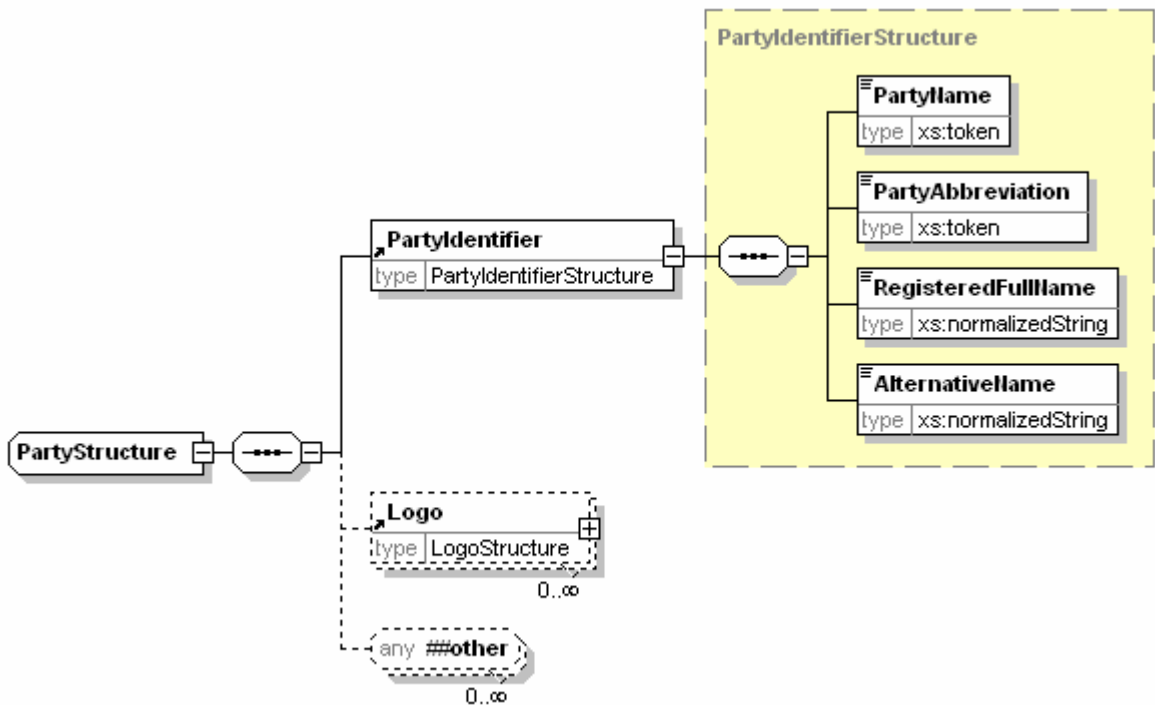 PartyIdentifierStructure
PartyName
type xs:token
PartyAbbreviation
type xs:token
PartyIdentifier
type PartyIdentifierStructure
RegisteredFullName
type xs:normalizedString
AlternativeName
type xs:normalizedString
PartyStructure
Logo
type LogoStructure
0..∞
any ##other
0..∞